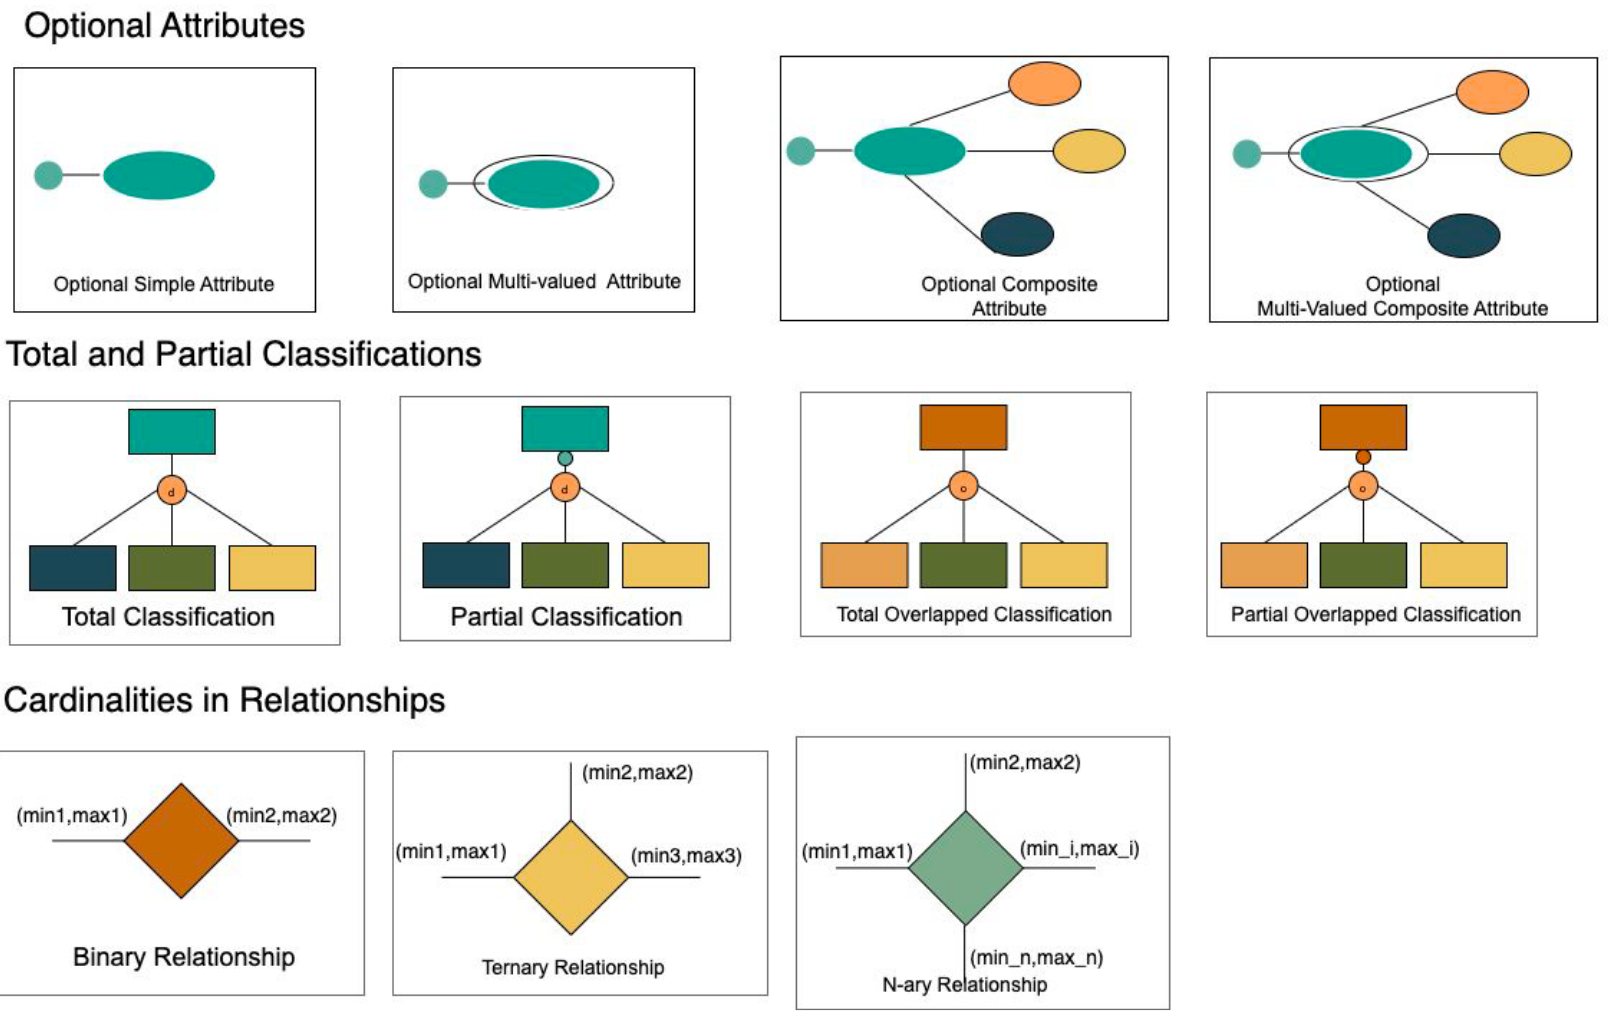 Optional Attributes
Optional Simple Attribute
Optional Multi-valued Attribute
Optional Composite
Attribute
Optional
Multi-Valued Composite Attribute
Total and Partial Classifications
d
Total Classification
d
Partial Classification
o
Total Overlapped Classification
o
Partial Overlapped Classification
Cardinalities in Relationships
(min1,max1)
(min2,max2)
Binary Relationship
(min2,max2)
(min1,max1)
(min3,max3)
Ternary Relationship
(min2,max2)
(min1,max1)
(min_i,max_i)
(min_n,max_n)
N-ary Relationship